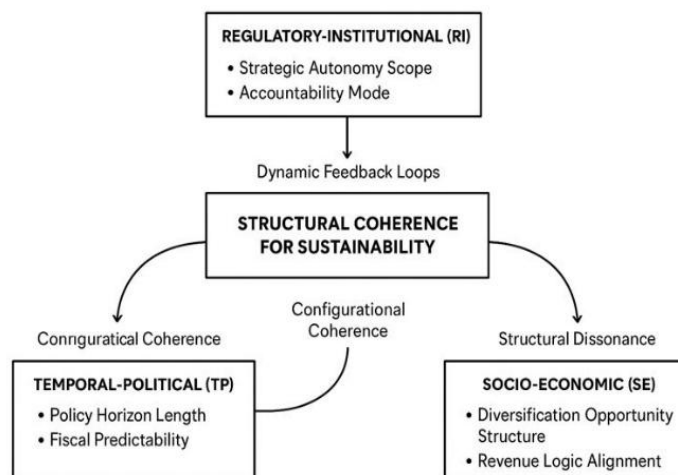 REGULATORY-INSTITUTIONAL (RI)
• Strategic Autonomy Scope
• Accountability Mode
Dynamic Feedback Loops
STRUCTURAL COHERENCE
FOR SUSTAINABILITY
Configurational
Coherence
Connguratical Coherence
Structural Dissonance
TEMPORAL-POLITICAL (TP)
• Policy Horizon Length
• Fiscal Predictability
SOCIO-ECONOMIC (SE)
• Diversification Opportunity
Structure
• Revenue Logic Alignment